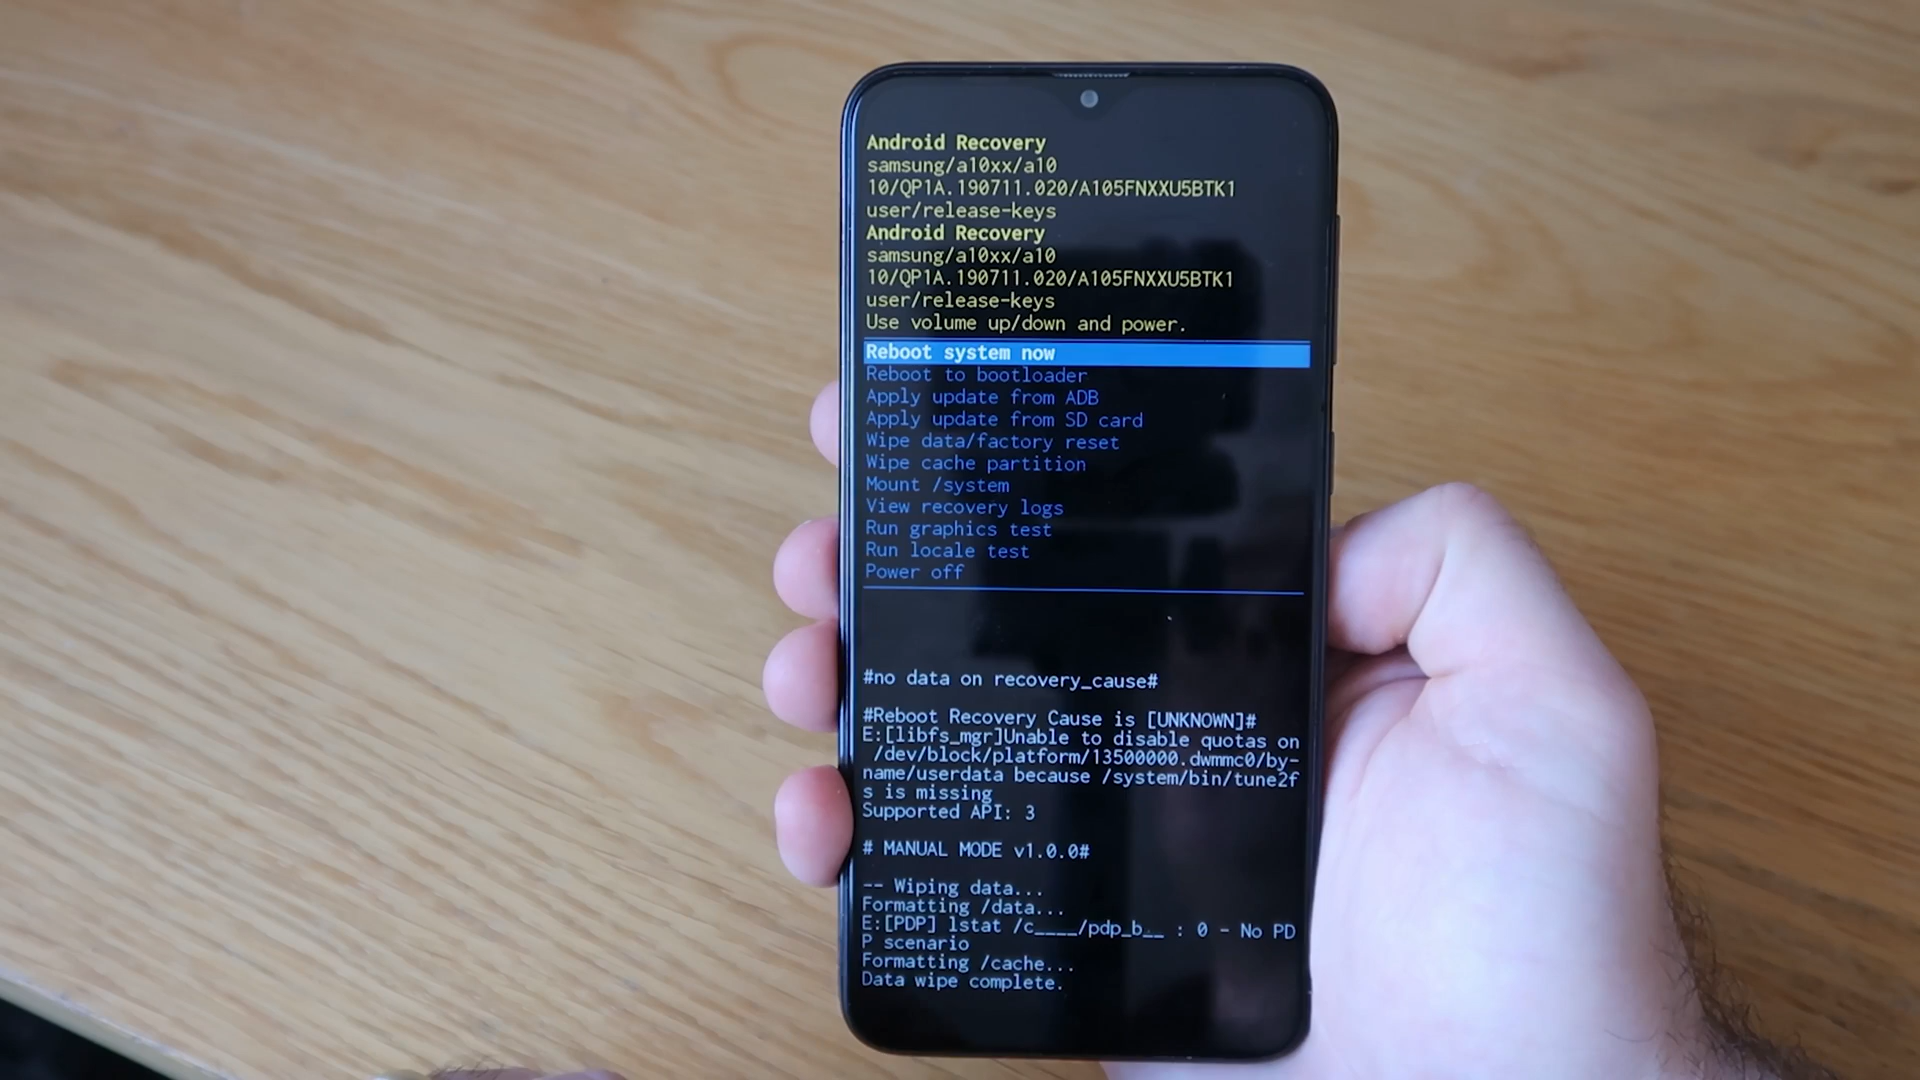 Android Recovery
samsung/a10xx/a10
10/QP1A.190711.020/A105FNXXU5BTK1
user/release-keys
Android Recovery
samsung/a10xx/a10
10/QP1A.190711.020/A105FNXXU5BTK1
user/release-keys
Use volume up/down and power.
Reboot system now
Reboot to bootloader
Apply update from ADB
Apply update from SD card
Wipe data/factory reset
Wipe cache partition
Mount /system
View recovery logs
Run graphics test
Run locale test
Power off
#no data on recovery_cause#
#Reboot Recovery Cause is [UNKNOWN]#
E:[libfs_mgr]Unable to disable quotas on
/dev/block/platform/13500000.dwmmc0/by-
name/userdata because /system/bin/tune2f
s is missing
Supported API: 3
# MANUAL MODE v1.0.0#
-- Wiping data...
Formatting /data...
E:[PDP] lstat /c____/pdp_b__ : 0 - No PD
P scenario
Formatting /cache...
Data wipe complete.